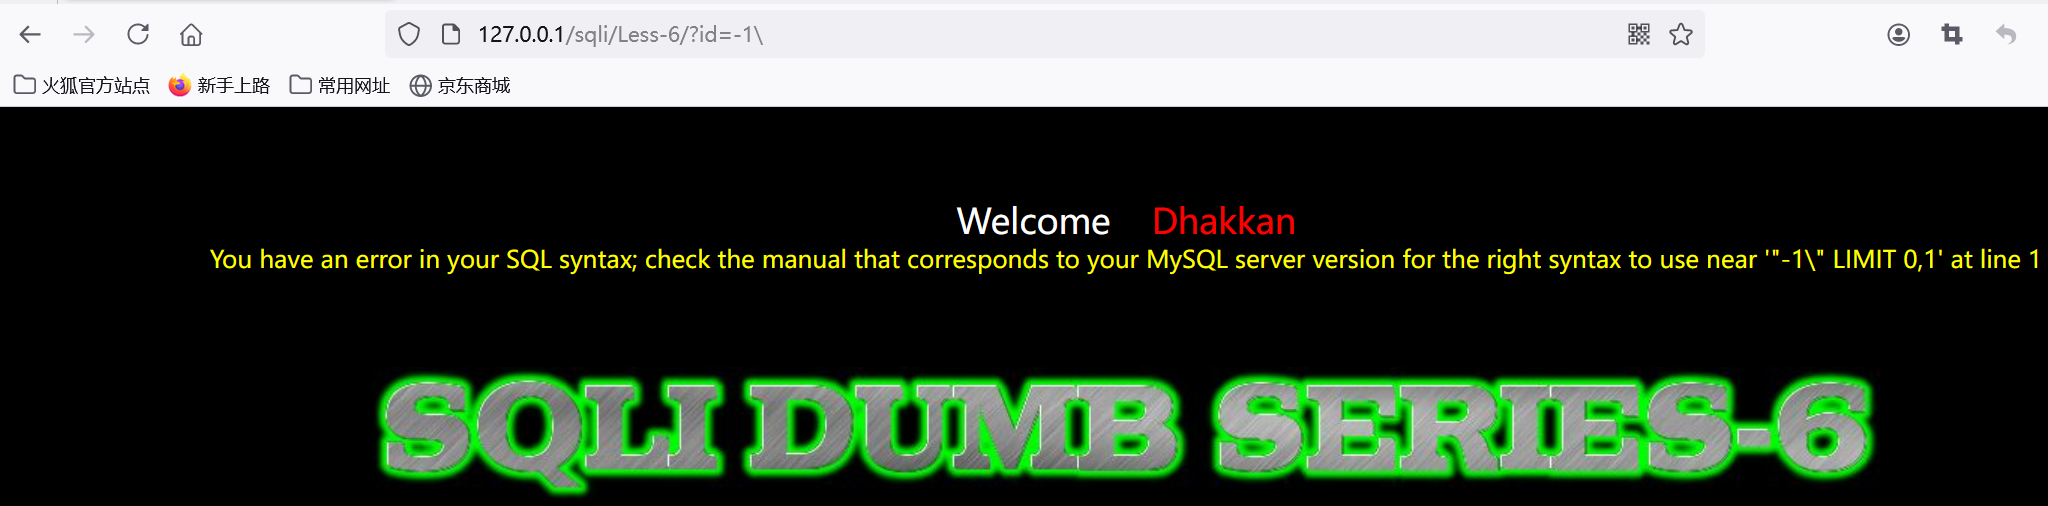 127.0.0.1/sqli/Less-6/?id=-1\
火狐官方站点 新手上路 常用网址 京东商城
Welcome Dhakkan
You have an error in your SQL syntax; check the manual that corresponds to your MySQL server version for the right syntax to use near '"-1\" LIMIT 0,1' at line 1
SQLI DUMB SERIES-6